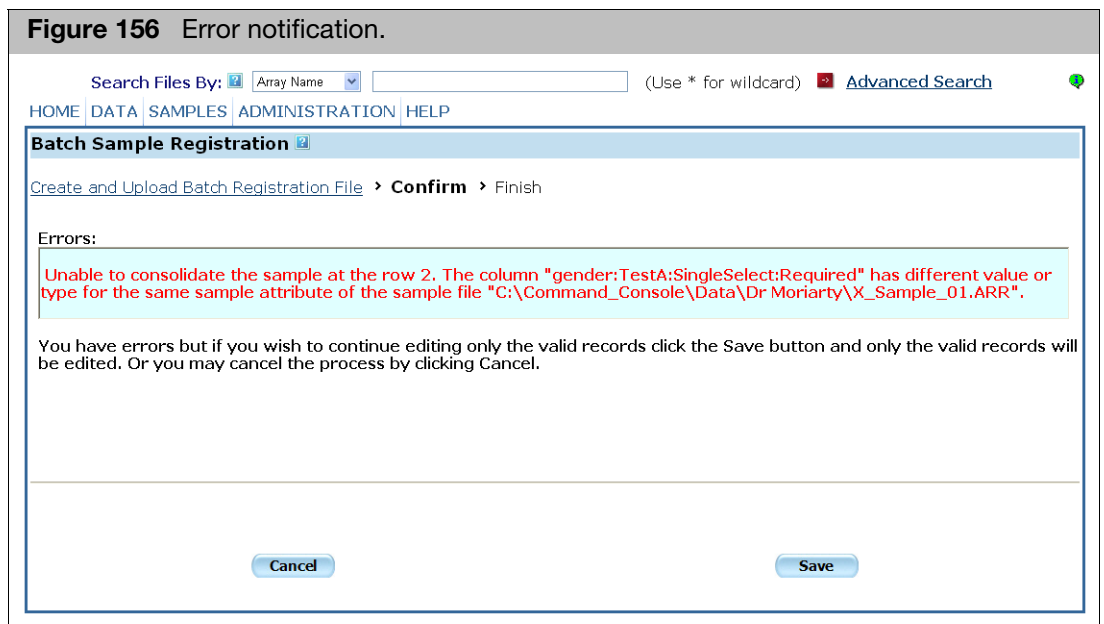 Figure 156 Error notification.
Search Files By: ? Array Name (Use * for wildcard) Advanced Search
HOME DATA SAMPLES ADMINISTRATION HELP
Batch Sample Registration ?
Create and Upload Batch Registration File > Confirm > Finish
Errors:
Unable to consolidate the sample at the row 2. The column "gender:TestA:SingleSelect:Required" has different value or
type for the same sample attribute of the sample file "C:\Command_Console\Data\Dr Moriarty\X_Sample_01.ARR".
You have errors but if you wish to continue editing only the valid records click the Save button and only the valid records will
be edited. Or you may cancel the process by clicking Cancel.
Cancel Save